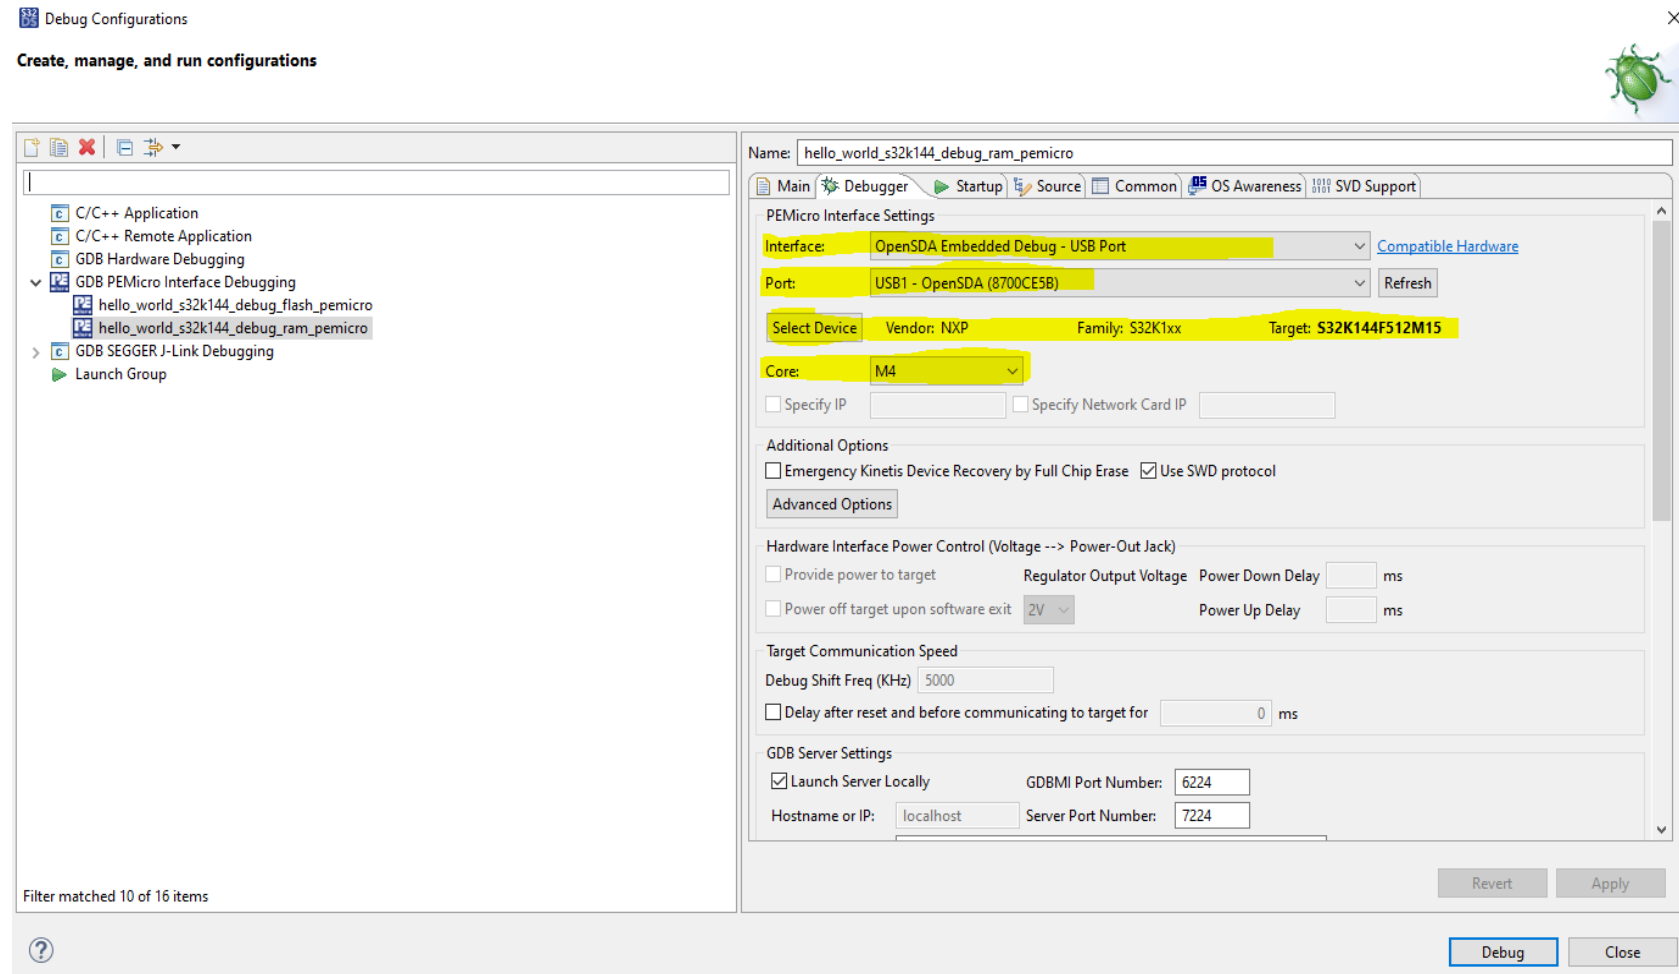 S32
DS
Debug Configurations
Create, manage, and run configurations
C/C++ Application
C/C++ Remote Application
GDB Hardware Debugging
GDB PEMicro Interface Debugging
hello_world_s32k144_debug_flash_pemicro
hello_world_s32k144_debug_ram_pemicro
GDB SEGGER J-Link Debugging
Launch Group
Filter matched 10 of 16 items
Name: hello_world_s32k144_debug_ram_pemicro
Main Debugger Startup Source Common OS Awareness SVD Support
PEMicro Interface Settings
Interface: OpenSDA Embedded Debug - USB Port Compatible Hardware
Port: USB1 - OpenSDA (8700CE5B) Refresh
Select Device Vendor: NXP Family: S32K1xx Target: S32K144F512M15
Core: M4
Specify IP Specify Network Card IP
Additional Options
Emergency Kinetis Device Recovery by Full Chip Erase Use SWD protocol
Advanced Options
Hardware Interface Power Control (Voltage --> Power-Out Jack)
Provide power to target Regulator Output Voltage Power Down Delay ms
Power off target upon software exit 2V Power Up Delay ms
Target Communication Speed
Debug Shift Freq (KHz) 5000
Delay after reset and before communicating to target for 0 ms
GDB Server Settings
Launch Server Locally GDBMI Port Number: 6224
Hostname or IP: localhost Server Port Number: 7224
Revert Apply
Debug Close